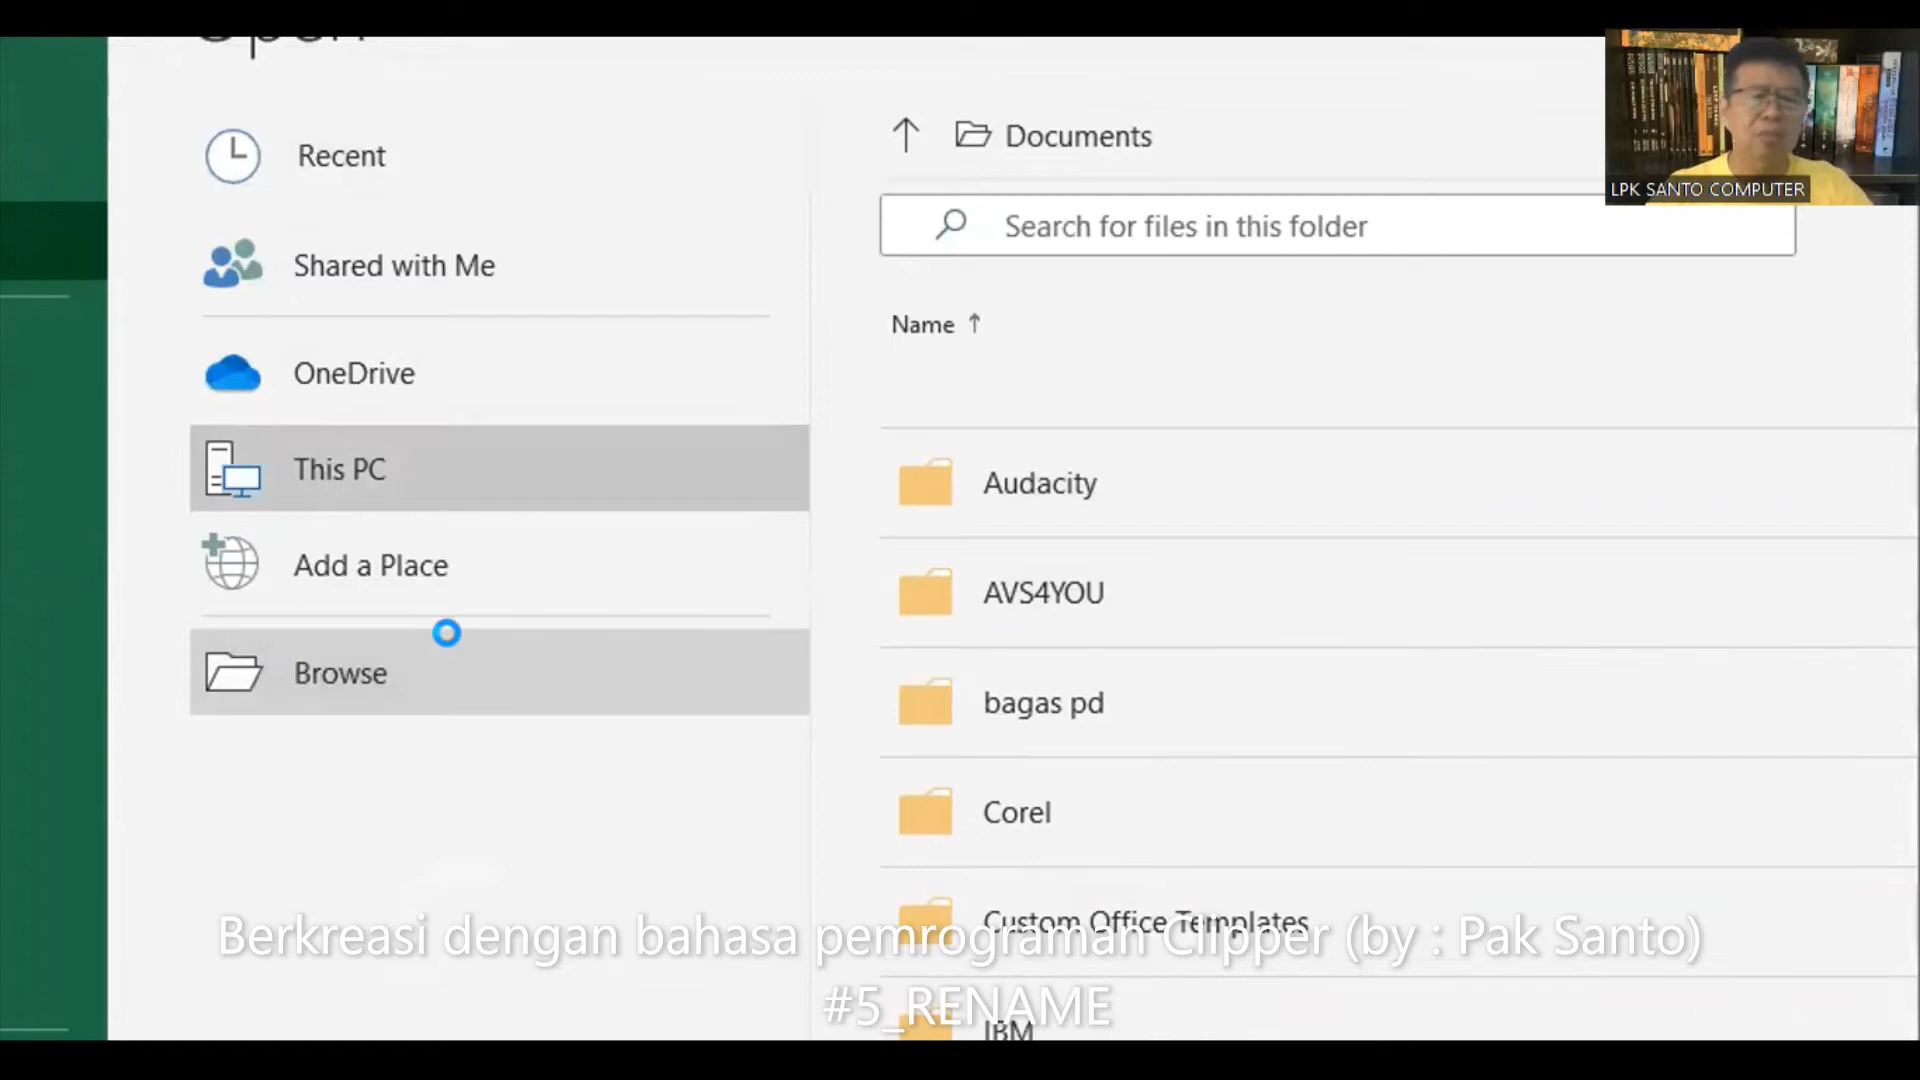 Open
Recent
Shared with Me
OneDrive
This PC
Add a Place
Browse
Documents
Search for files in this folder
Name
Audacity
AVS4YOU
bagas pd
Corel
Custom Office Templates
IBM
LPK SANTO COMPUTER
Berkreasi dengan bahasa pemrograman Clipper (by : Pak Santo)
#5_RENAME